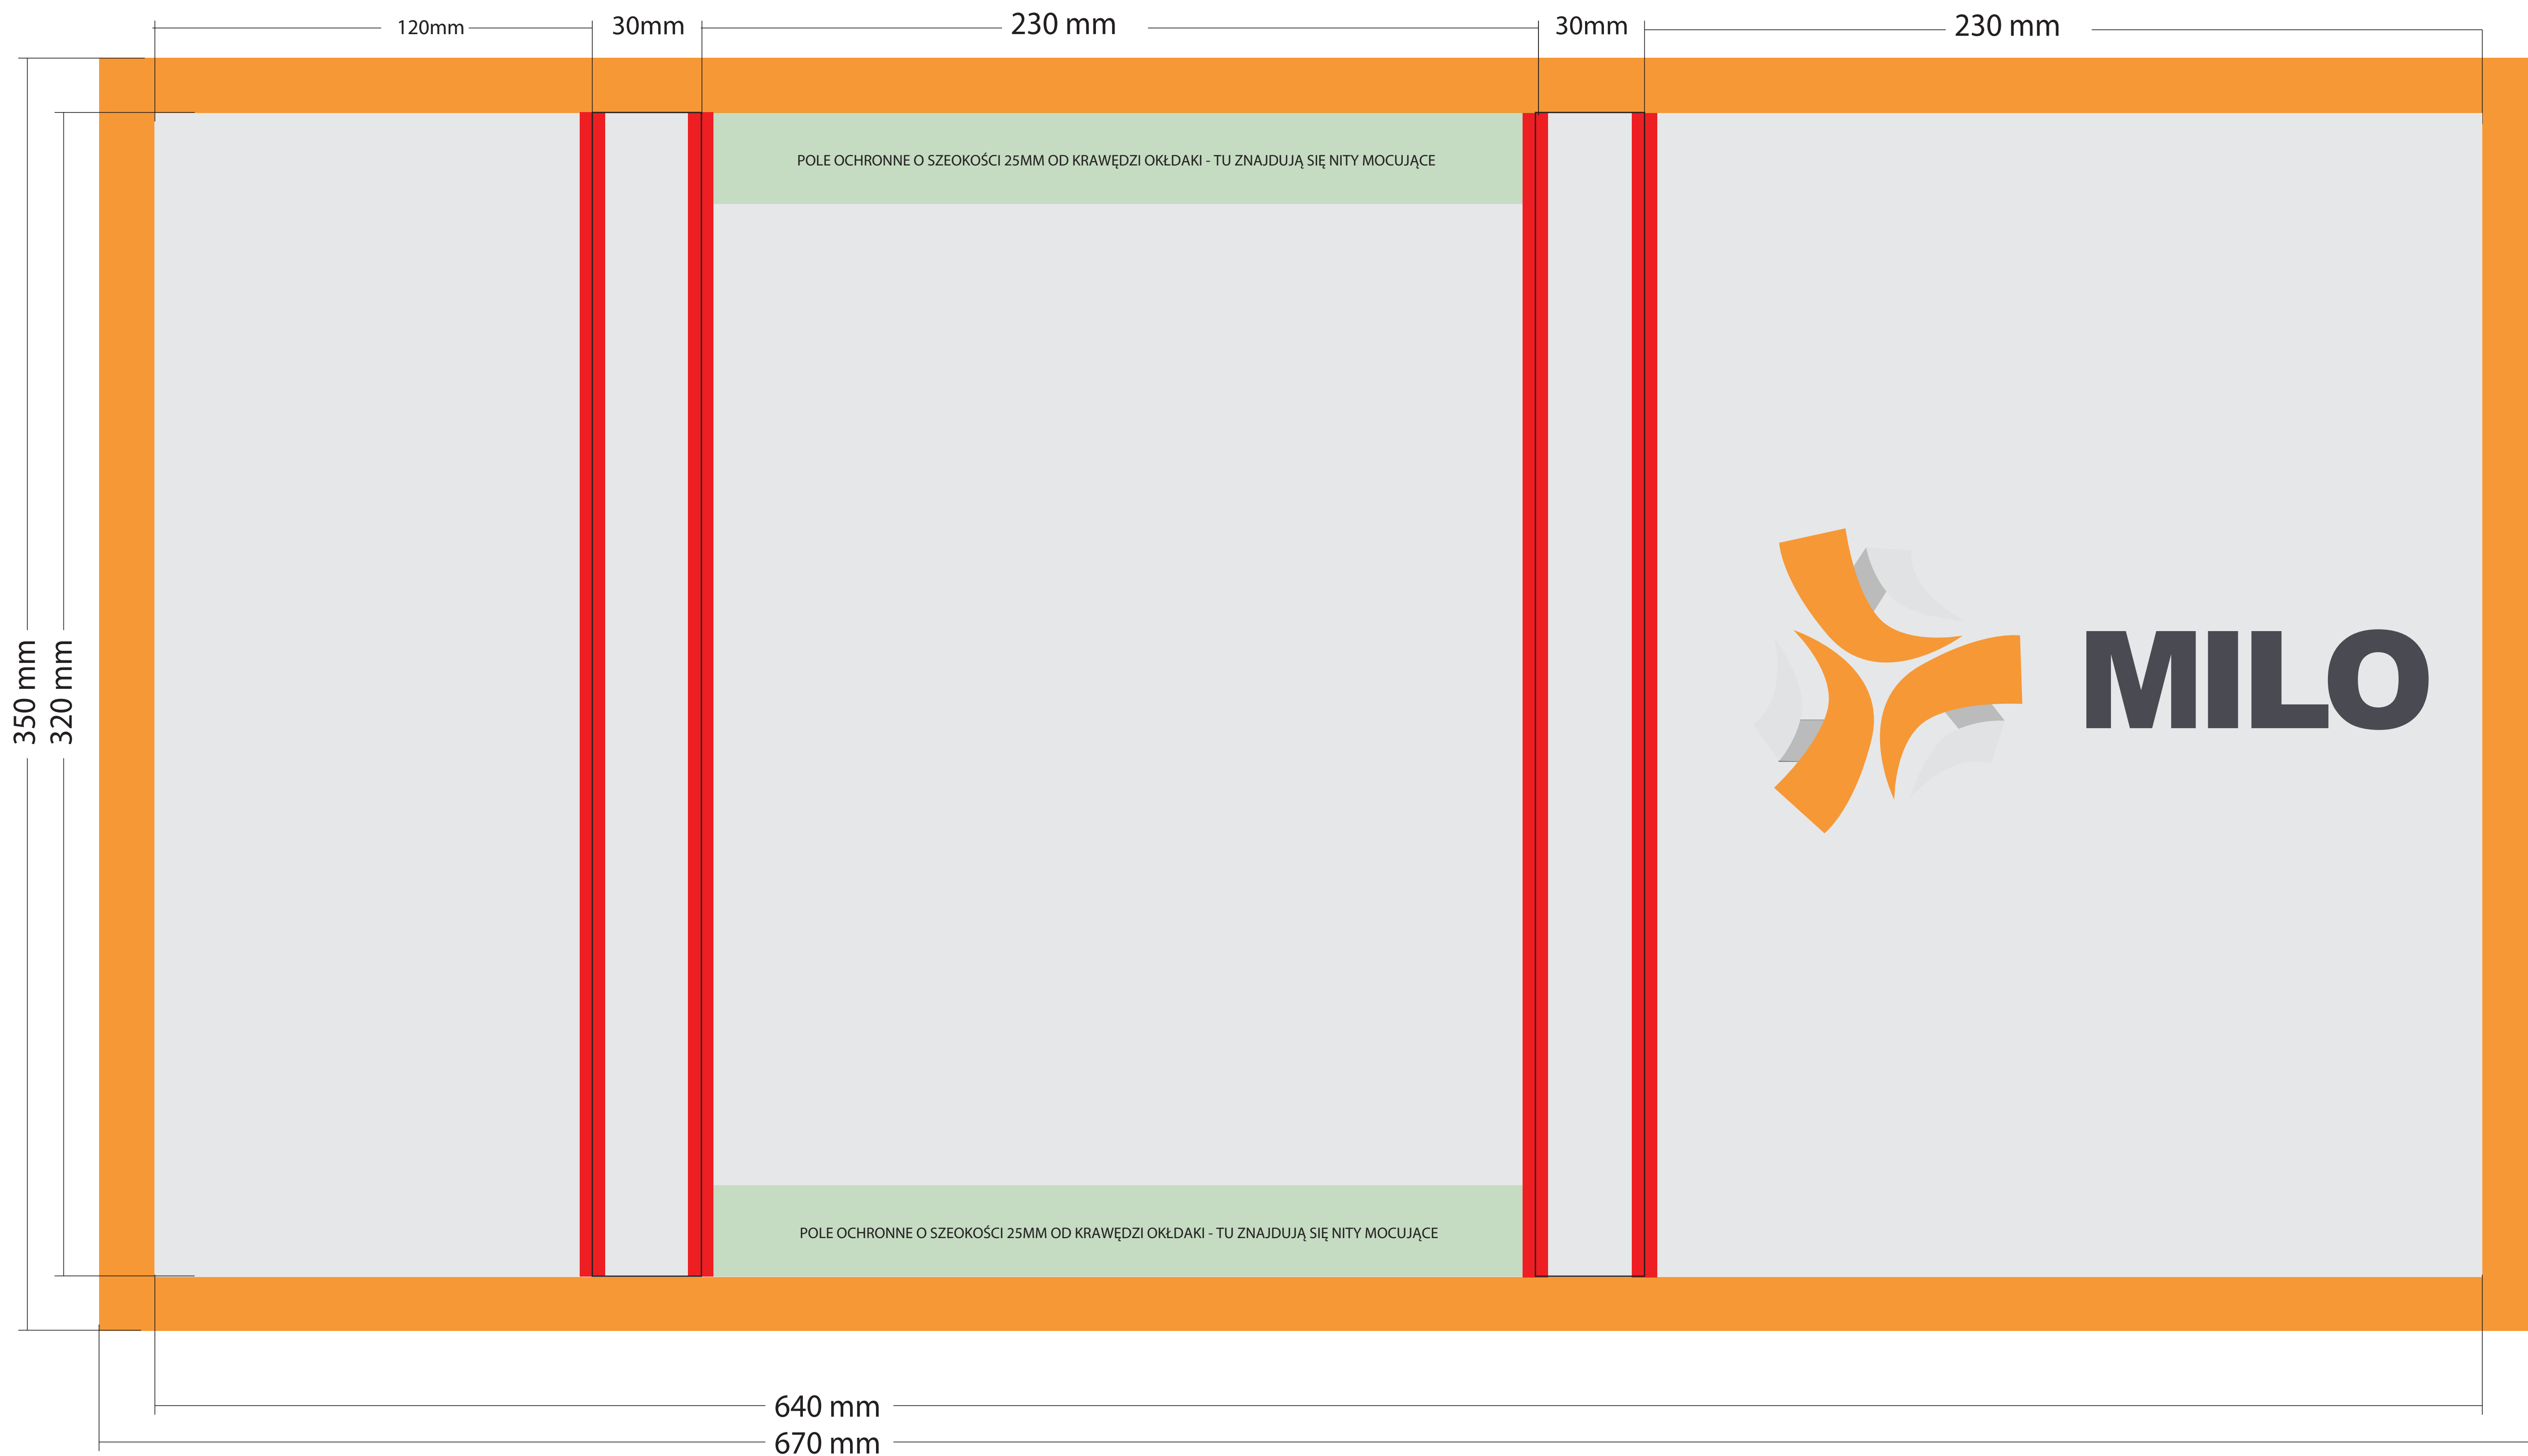 120mm
30mm
230 mm
30mm
230 mm
POLE OCHRONNE O SZEOKOŚCI 25MM OD KRAWĘDZI OKŁDAKI - TU ZNAJDUJĄ SIĘ NITY MOCUJĄCE
350 mm
320 mm
MILO
POLE OCHRONNE O SZEOKOŚCI 25MM OD KRAWĘDZI OKŁDAKI - TU ZNAJDUJĄ SIĘ NITY MOCUJĄCE
640 mm
670 mm